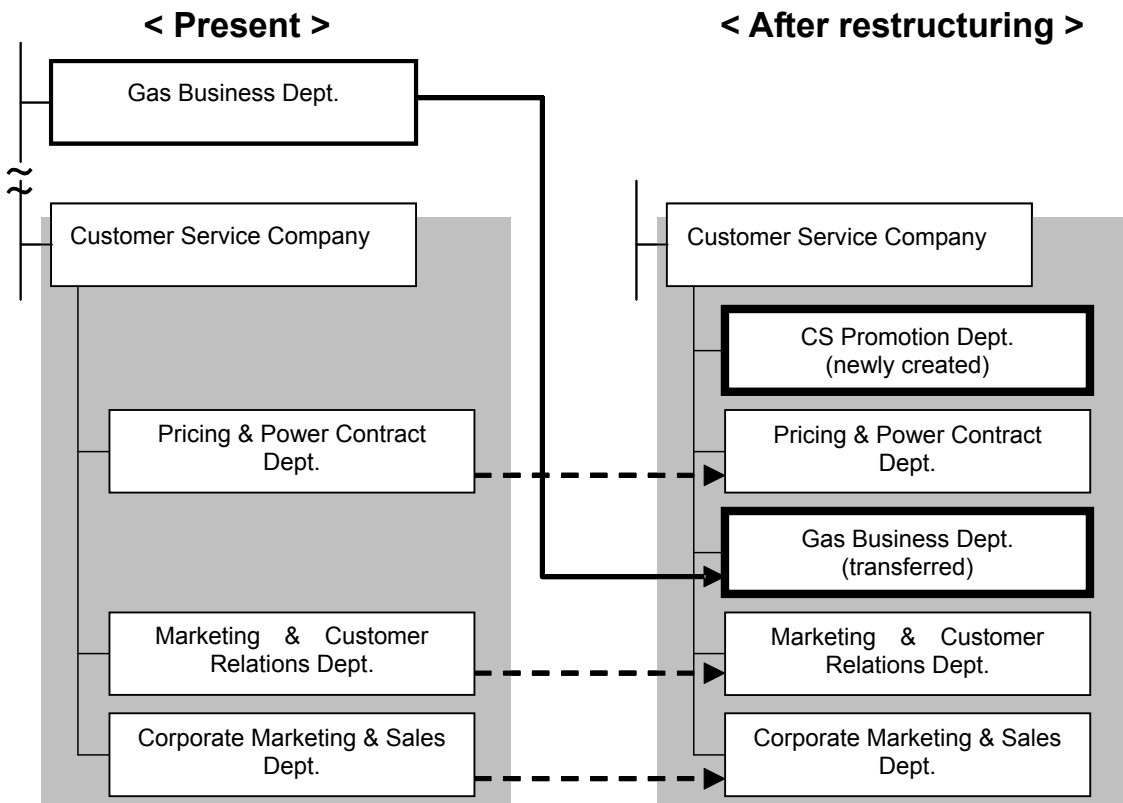 < Present >
< After restructuring >
Gas Business Dept.
Customer Service Company
Pricing & Power Contract
Dept.
Marketing & Customer
Relations Dept.
Corporate Marketing & Sales
Dept.
Customer Service Company
CS Promotion Dept.
(newly created)
Pricing & Power Contract
Dept.
Gas Business Dept.
(transferred)
Marketing & Customer
Relations Dept.
Corporate Marketing & Sales
Dept.